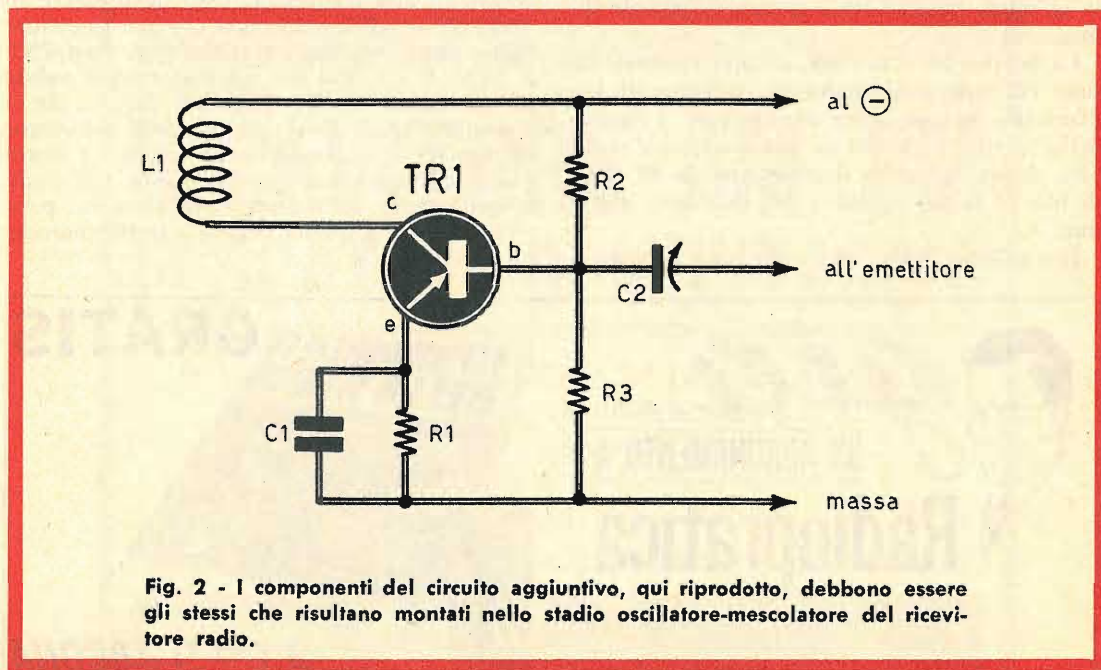 al ⊖
L1
TR1
R2
c
b
all'emettitore
C2
e
R3
C1
R1
massa
Fig. 2 - I componenti del circuito aggiuntivo, qui riprodotto, debbono essere
gli stessi che risultano montati nello stadio oscillatore-mescolatore del ricevi-
tore radio.